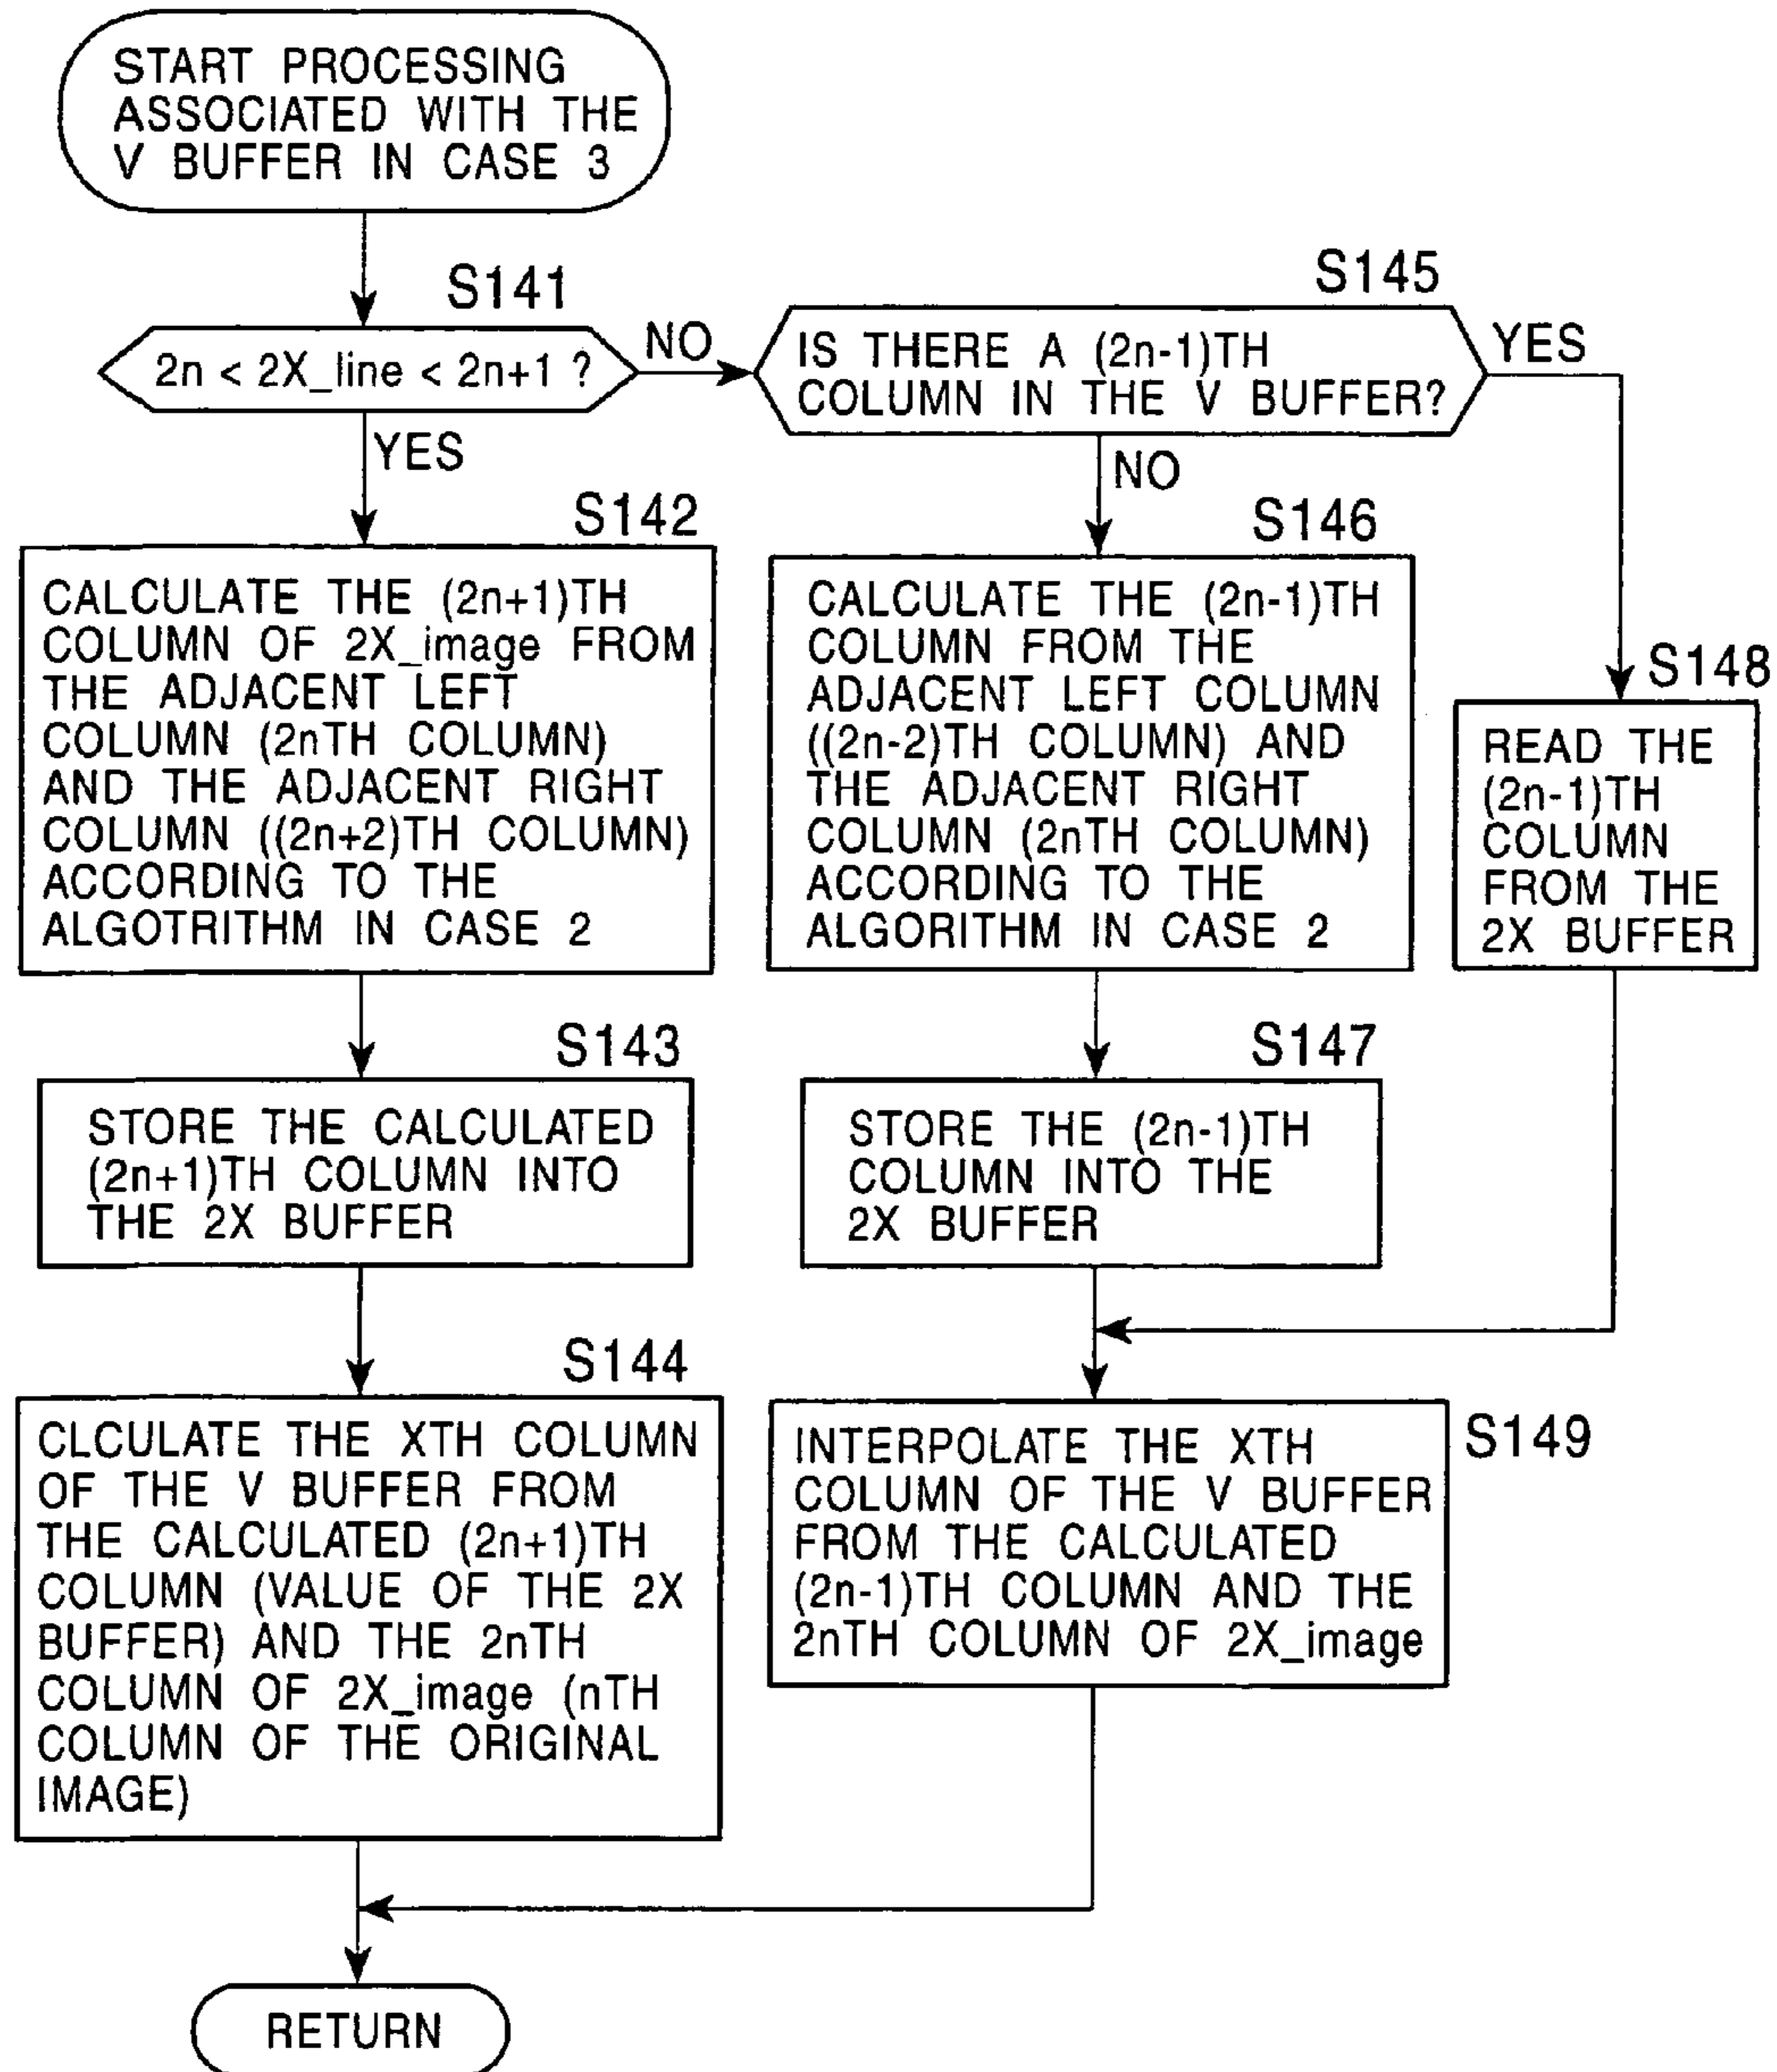 START PROCESSING
ASSOCIATED WITH THE
V BUFFER IN CASE 3
S141
2n < 2X_line < 2n+1 ?
NO
YES
S145
IS THERE A (2n-1)TH
COLUMN IN THE V BUFFER?
YES
NO
S142
CALCULATE THE (2n+1)TH
COLUMN OF 2X_image FROM
THE ADJACENT LEFT
COLUMN (2nTH COLUMN)
AND THE ADJACENT RIGHT
COLUMN ((2n+2)TH COLUMN)
ACCORDING TO THE
ALGOTRITHM IN CASE 2
S146
CALCULATE THE (2n-1)TH
COLUMN FROM THE
ADJACENT LEFT COLUMN
((2n-2)TH COLUMN) AND
THE ADJACENT RIGHT
COLUMN (2nTH COLUMN)
ACCORDING TO THE
ALGORITHM IN CASE 2
S148
READ THE
(2n-1)TH
COLUMN
FROM THE
2X BUFFER
S143
STORE THE CALCULATED
(2n+1)TH COLUMN INTO
THE 2X BUFFER
S147
STORE THE (2n-1)TH
COLUMN INTO THE
2X BUFFER
S144
CLCULATE THE XTH COLUMN
OF THE V BUFFER FROM
THE CALCULATED (2n+1)TH
COLUMN (VALUE OF THE 2X
BUFFER) AND THE 2nTH
COLUMN OF 2X_image (nTH
COLUMN OF THE ORIGINAL
IMAGE)
S149
INTERPOLATE THE XTH
COLUMN OF THE V BUFFER
FROM THE CALCULATED
(2n-1)TH COLUMN AND THE
2nTH COLUMN OF 2X_image
RETURN